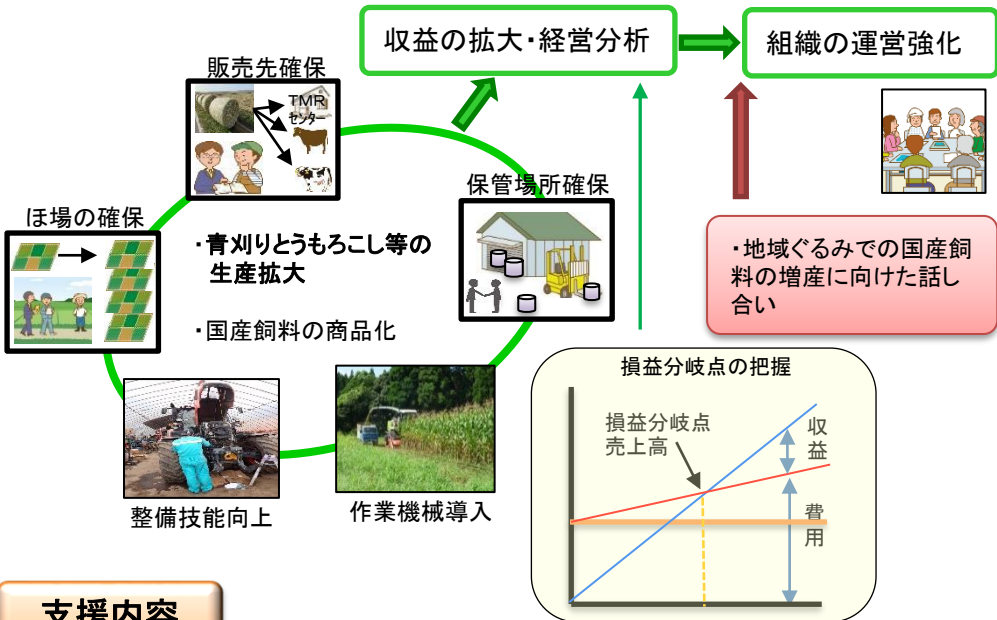 収益の拡大・経営分析
組織の運営強化
販売先確保
TMR
センター
保管場所確保
ほ場の確保
・青刈りとうもろこし等の
生産拡大
・国産飼料の商品化
・地域ぐるみでの国産飼
料の増産に向けた話し
合い
整備技能向上
作業機械導入
損益分岐点の把握
損益分岐点
売上高
収
益
費
用
支援内容